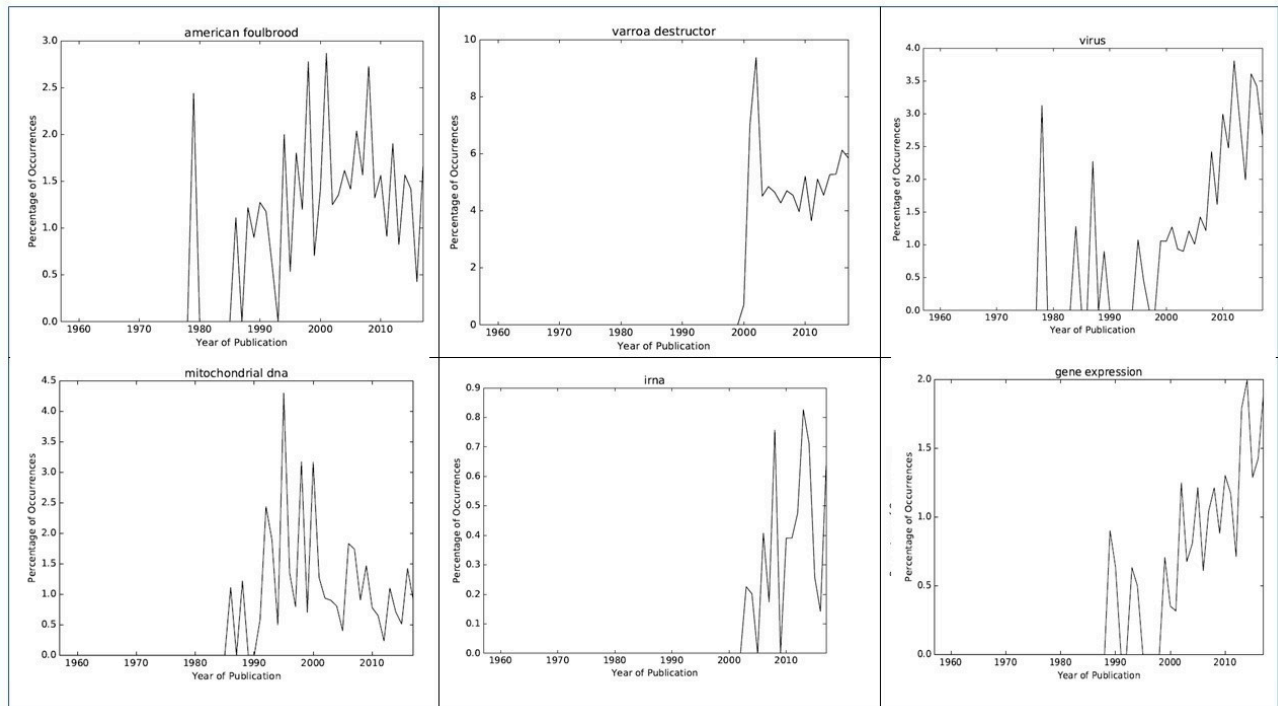 american foulbrood
3.0
2.5
2.0
1.5
1.0
0.5
0.0
Percentage of Occurrences
1960 1970 1980 1990 2000 2010
Year of Publication
varroa destructor
10
8
6
4
2
0
Percentage of Occurrences
1960 1970 1980 1990 2000 2010
Year of Publication
virus
4.0
3.5
3.0
2.5
2.0
1.5
1.0
0.5
0.0
Percentage of Occurrences
1960 1970 1980 1990 2000 2010
Year of Publication
mitochondrial dna
4.5
4.0
3.5
3.0
2.5
2.0
1.5
1.0
0.5
0.0
Percentage of Occurrences
1960 1970 1980 1990 2000 2010
Year of Publication
irna
0.9
0.8
0.7
0.6
0.5
0.4
0.3
0.2
0.1
0.0
Percentage of Occurrences
1960 1970 1980 1990 2000 2010
Year of Publication
gene expression
2.0
1.5
1.0
0.5
0.0
Percentage of Occurrences
1960 1970 1980 1990 2000 2010
Year of Publication